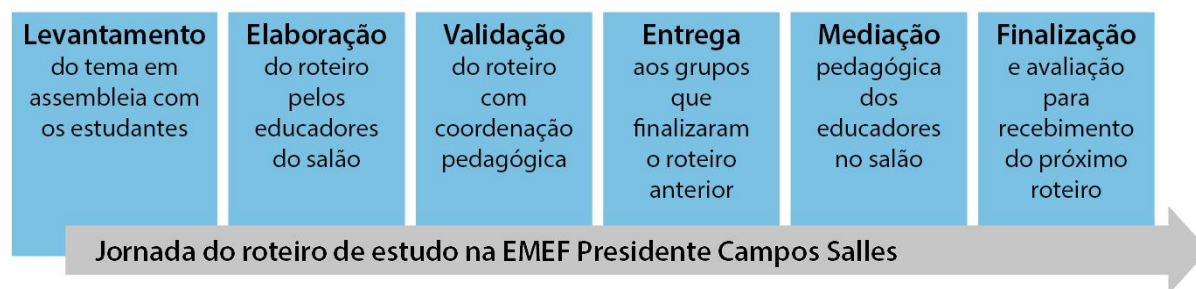 Levantamento
do tema em
assembleia com
os estudantes
Elaboração
do roteiro
pelos
educadores
do salão
Validação
do roteiro
com
coordenação
pedagógica
Entrega
aos grupos
que
finalizaram
o roteiro
anterior
Mediação
pedagógica
dos
educadores
no salão
Finalização
e avaliação
para
recebimento
do próximo
roteiro
Jornada do roteiro de estudo na EMEF Presidente Campos Salles